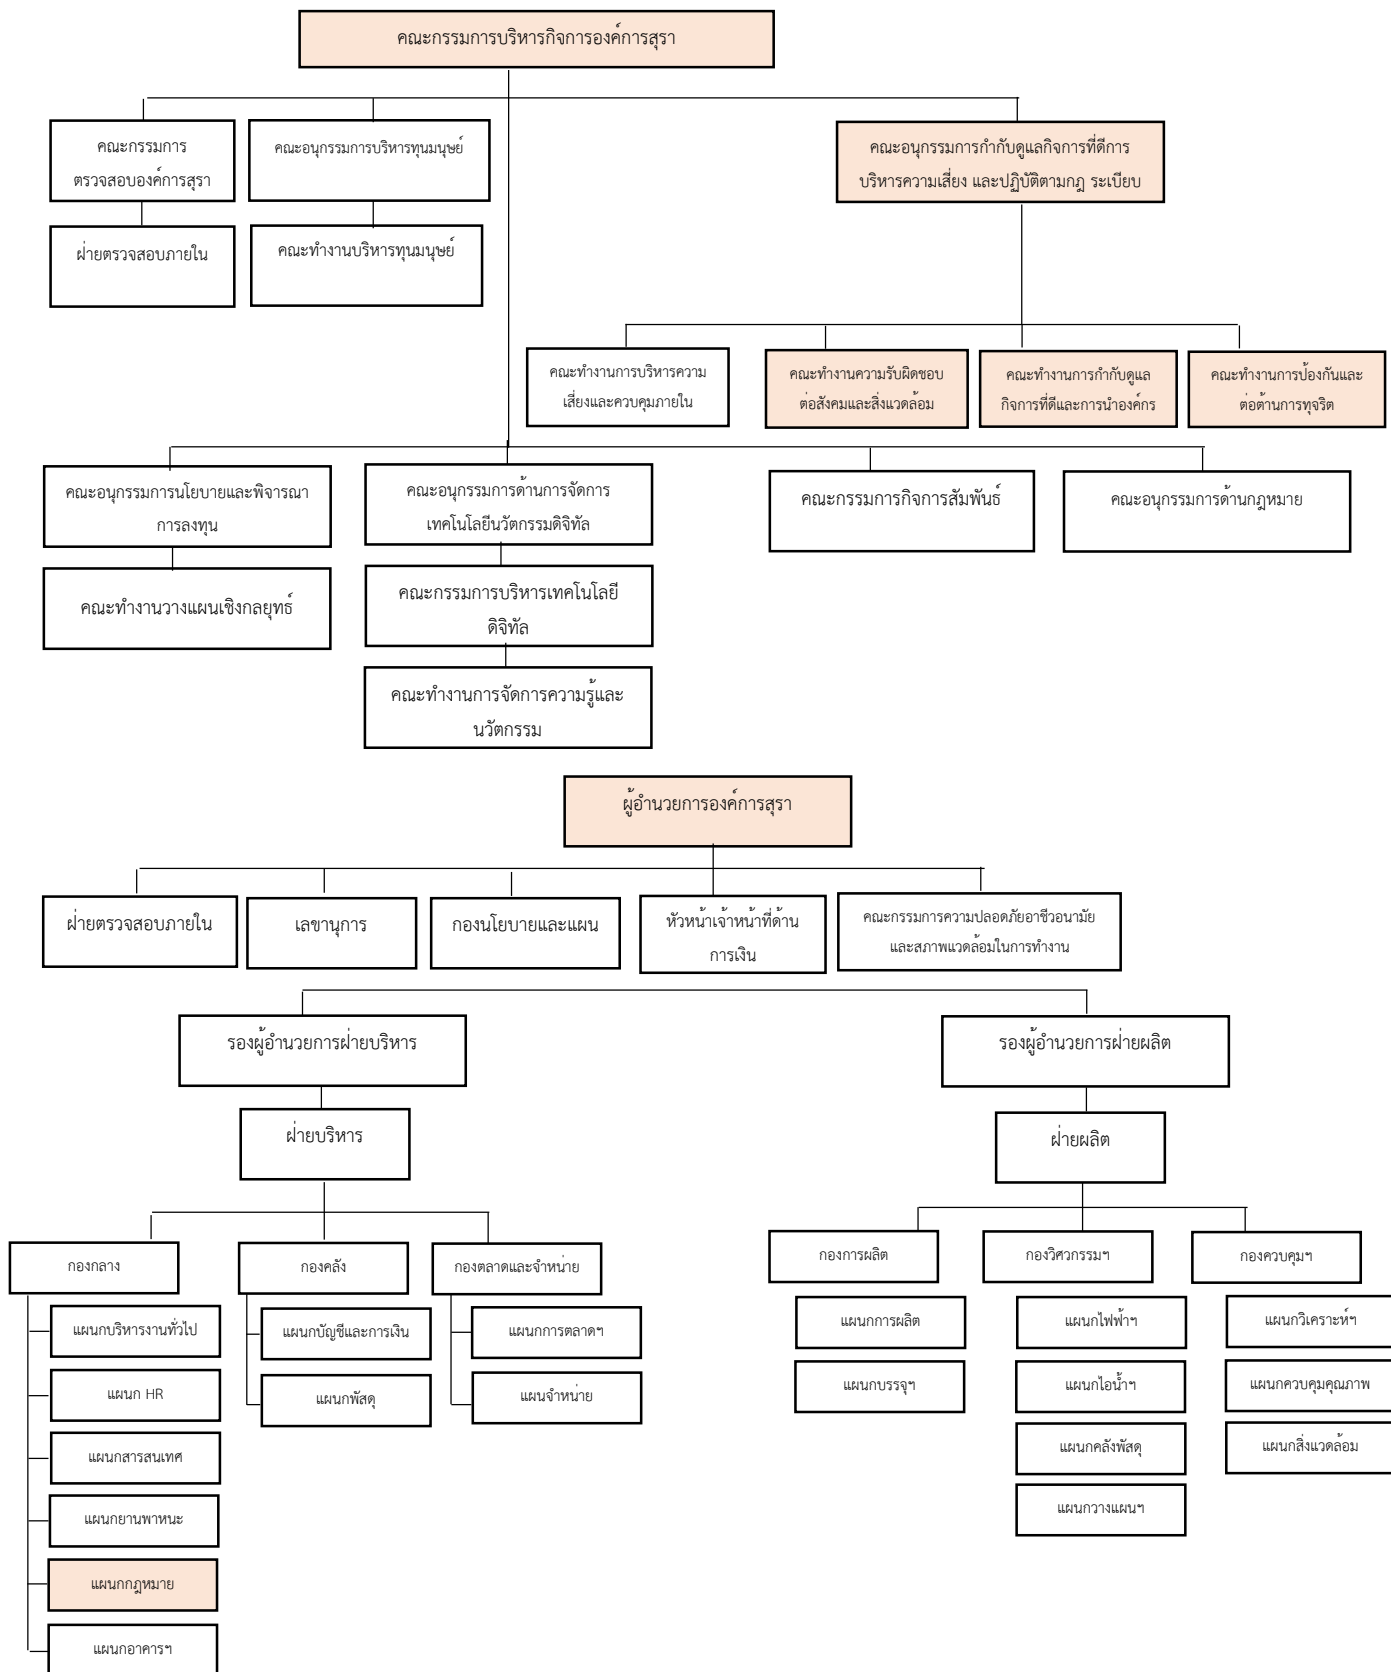 คณะกรรมการบริหารกิจการองค์การสุรา
คณะกรรมการ
ตรวจสอบองค์การสุรา
คณะอนุกรรมการบริหารทุนมนุษย์
คณะอนุกรรมการกำกับดูแลกิจการที่ดีการ
บริหารความเสี่ยง และปฏิบัติตามกฎ ระเบียบ
ฝ่ายตรวจสอบภายใน
คณะทำงานบริหารทุนมนุษย์
คณะทำงานการบริหารความ
เสี่ยงและควบคุมภายใน
คณะทำงานความรับผิดชอบ
ต่อสังคมและสิ่งแวดล้อม
คณะทำงานการกำกับดูแล
กิจการที่ดีและการนำองค์กร
คณะทำงานการป้องกันและ
ต่อต้านการทุจริต
คณะอนุกรรมการนโยบายและพิจารณา
การลงทุน
คณะอนุกรรมการด้านการจัดการ
เทคโนโลยีนวัตกรรมดิจิทัล
คณะกรรมการกิจการสัมพันธ์
คณะอนุกรรมการด้านกฎหมาย
คณะทำงานวางแผนเชิงกลยุทธ์
คณะกรรมการบริหารเทคโนโลยี
ดิจิทัล
คณะทำงานการจัดการความรู้และ
นวัตกรรม
ผู้อำนวยการองค์การสุรา
ฝ่ายตรวจสอบภายใน
เลขานุการ
กองนโยบายและแผน
หัวหน้าเจ้าหน้าที่ด้าน
การเงิน
คณะกรรมการความปลอดภัยอาชีวอนามัย
และสภาพแวดล้อมในการทำงาน
รองผู้อำนวยการฝ่ายบริหาร
รองผู้อำนวยการฝ่ายผลิต
ฝ่ายบริหาร
ฝ่ายผลิต
กองกลาง
กองคลัง
กองตลาดและจำหน่าย
กองการผลิต
กองวิศวกรรมฯ
กองควบคุมฯ
แผนกบริหารงานทั่วไป
แผนก HR
แผนกสารสนเทศ
แผนกยานพาหนะ
แผนกกฎหมาย
แผนกอาคารฯ
แผนกบัญชีและการเงิน
แผนกพัสดุ
แผนกการตลาดฯ
แผนจำหน่าย
แผนกการผลิต
แผนกบรรจุฯ
แผนกไฟฟ้าฯ
แผนกไอน้ำฯ
แผนกคลังพัสดุ
แผนกวางแผนฯ
แผนกวิเคราะห์ฯ
แผนกควบคุมคุณภาพ
แผนกสิ่งแวดล้อม